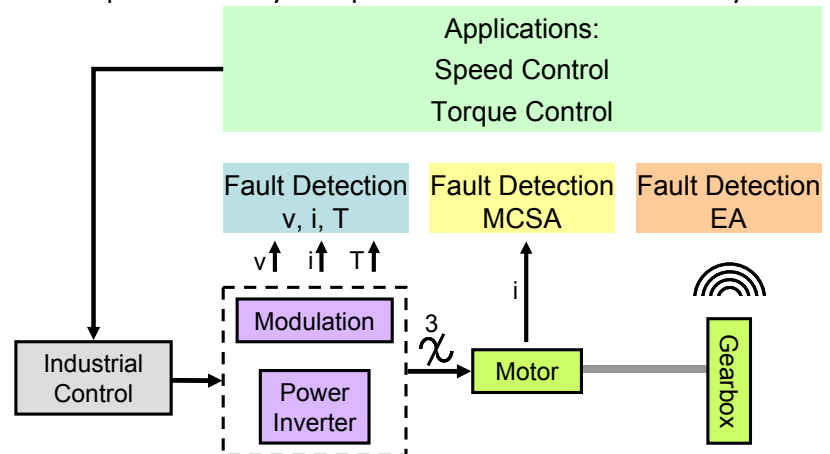 Applications:
Speed Control
Torque Control
Fault Detection
v, i, T
Fault Detection
MCSA
Fault Detection
EA
v
i
T
i
Modulation
3
Industrial
Control
Power
Inverter
Motor
Gearbox